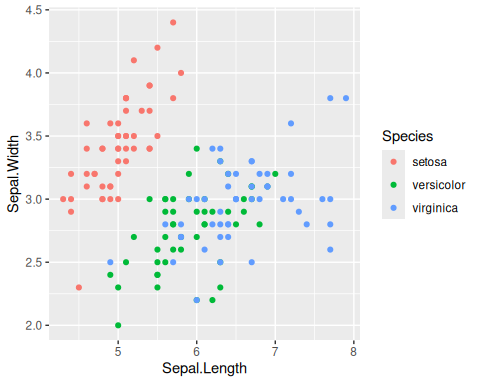 4.5
4.0
3.5
3.0
2.5
2.0
Sepal.Width
5 6 7 8
Sepal.Length
Species
setosa
versicolor
virginica